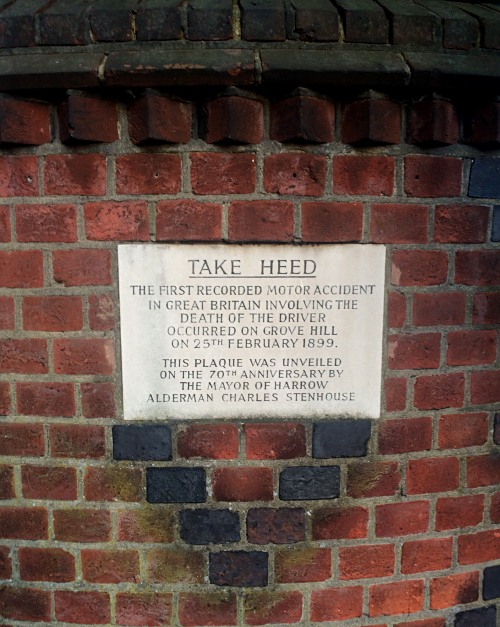 TAKE HEED
THE FIRST RECORDED MOTOR ACCIDENT
IN GREAT BRITAIN INVOLVING THE
DEATH OF THE DRIVER
OCCURRED ON GROVE HILL
ON 25TH FEBRUARY 1899.
THIS PLAQUE WAS UNVEILED
ON THE 70TH ANNIVERSARY BY
THE MAYOR OF HARROW
ALDERMAN CHARLES STENHOUSE